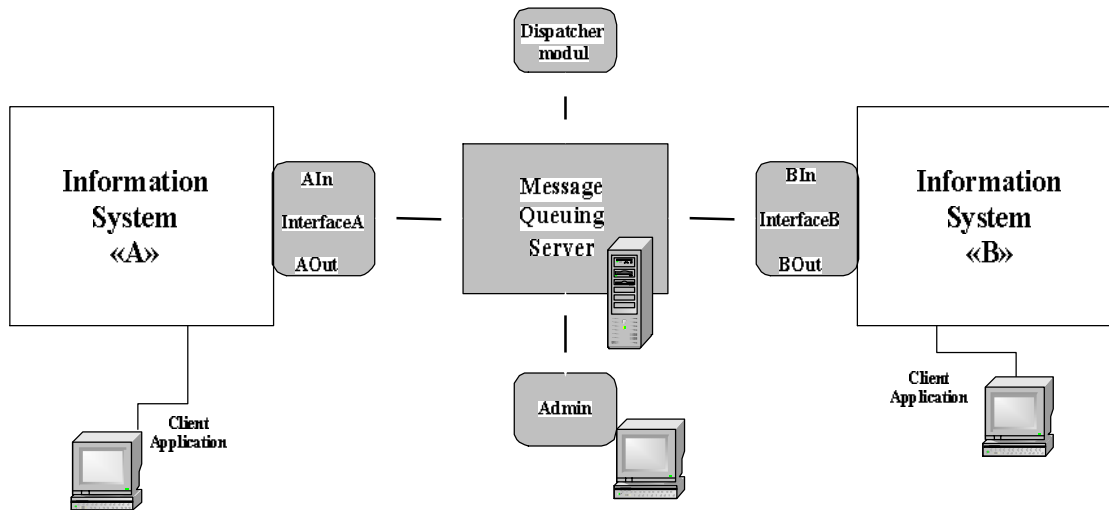 Dispatcher
modul
Information
System
«A»
AIn
InterfaceA
AOut
Message
Queuing
Server
BIn
InterfaceB
BOut
Information
System
«B»
Client
Application
Admin
Client
Application